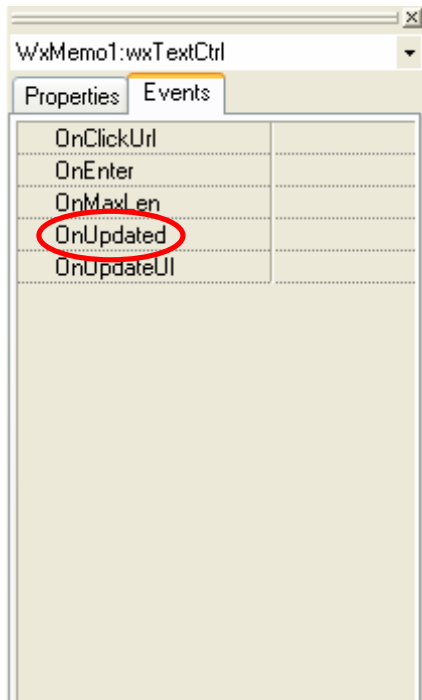 WxMemo1:wxTextCtrl
Properties Events
OnClickUrl
OnEnter
OnMaxLen
OnUpdated
OnUpdateUI